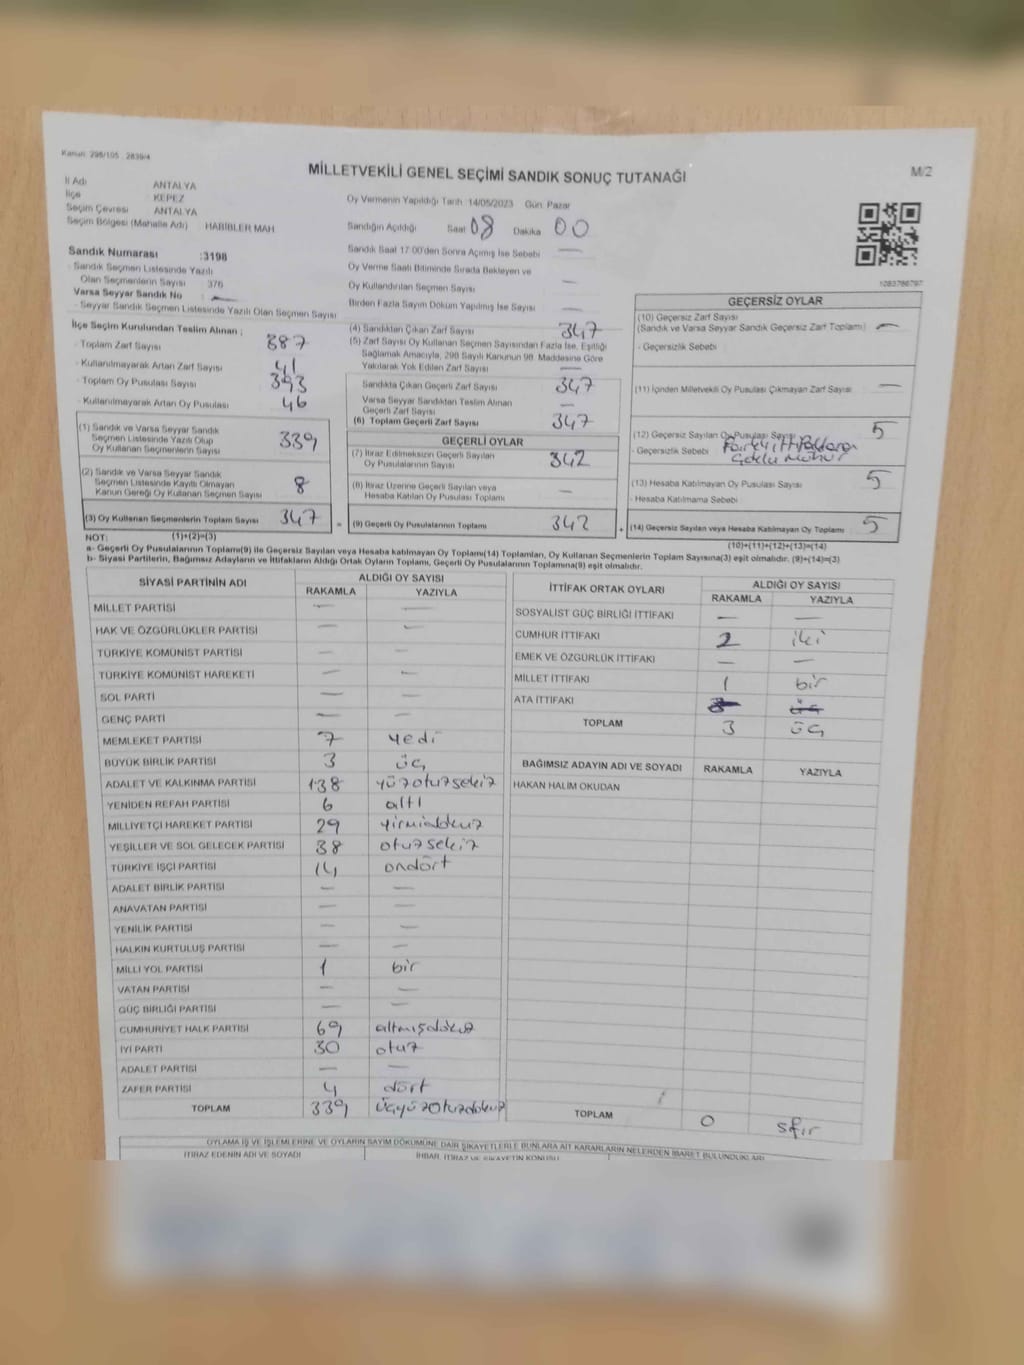 Kanun: 298/105 , 2839/4
MİLLETVEKİLİ GENEL SEÇİMİ SANDIK SONUÇ TUTANAĞI
M/2
İl Adı ANTALYA
İlçe KEPEZ
Seçim Çevresi ANTALYA
Seçim Bölgesi (Mahalle Adı) HABİBLER MAH.
Oy Vermenin Yapıldığı Tarih: 14/05/2023 Gün: Pazar
Sandığın Açıldığı Saat 08 Dakika 00
Sandık Saat 17:00'den Sonra Açılmış İse Sebebi —
Oy Verme Saati Bitiminde Sırada Bekleyen ve
Oy Kullandırılan Seçmen Sayısı —
Birden Fazla Sayım Döküm Yapılmış İse Sayısı —
1083786797
Sandık Numarası :3198
- Sandık Seçmen Listesinde Yazılı
Olan Seçmenlerin Sayısı 376
Varsa Seyyar Sandık No : —
- Seyyar Sandık Seçmen Listesinde Yazılı Olan Seçmen Sayısı
İlçe Seçim Kurulundan Teslim Alınan ;
- Toplam Zarf Sayısı 387
- Kullanılmayarak Artan Zarf Sayısı 41
- Toplam Oy Pusulası Sayısı 393
- Kullanılmayarak Artan Oy Pusulası 46
(1) Sandık ve Varsa Seyyar Sandık
Seçmen Listesinde Yazılı Olup
Oy Kullanan Seçmenlerin Sayısı 339
(2) Sandık ve Varsa Seyyar Sandık
Seçmen Listesinde Kayıtlı Olmayan
Kanun Gereği Oy Kullanan Seçmen Sayısı 8
(3) Oy Kullanan Seçmenlerin Toplam Sayısı 347
(4) Sandıktan Çıkan Zarf Sayısı 347
(5) Zarf Sayısı Oy Kullanan Seçmen Sayısından Fazla İse, Eşitliği
Sağlamak Amacıyla, 298 Sayılı Kanunun 98. Maddesine Göre
Yakılarak Yok Edilen Zarf Sayısı —
Sandıkta Çıkan Geçerli Zarf Sayısı 347
Varsa Seyyar Sandıktan Teslim Alınan
Geçerli Zarf Sayısı —
(6) Toplam Geçerli Zarf Sayısı 347
GEÇERLİ OYLAR
(7) İtiraz Edilmeksizin Geçerli Sayılan
Oy Pusulalarının Sayısı 342
(8) İtiraz Üzerine Geçerli Sayılan veya
Hesaba Katılan Oy Pusulası Toplamı —
= (9) Geçerli Oy Pusulalarının Toplamı 342
GEÇERSİZ OYLAR
(10) Geçersiz Zarf Sayısı
(Sandık ve Varsa Seyyar Sandık Geçersiz Zarf Toplamı) —
- Geçersizlik Sebebi
(11) İçinden Milletvekili Oy Pusulası Çıkmayan Zarf Sayısı —
(12) Geçersiz Sayılan Oy Pusulası Sayısı 5
- Geçersizlik Sebebi Farklı ittifaklara
Çoklu mühür
(13) Hesaba Katılmayan Oy Pusulası Sayısı 5
- Hesaba Katılmama Sebebi
+ (14) Geçersiz Sayılan veya Hesaba Katılmayan Oy Toplamı 5
NOT: (1)+(2)=(3)
(10)+(11)+(12)+(13)=(14)
a- Geçerli Oy Pusulalarının Toplamı(9) ile Geçersiz Sayılan veya Hesaba katılmayan Oy Toplamı(14) Toplamları, Oy Kullanan Seçmenlerin Toplam Sayısına(3) eşit olmalıdır. (9)+(14)=(3)
b- Siyasi Partilerin, Bağımsız Adayların ve İttifakların Aldığı Ortak Oyların Toplamı, Geçerli Oy Pusulalarının Toplamına(9) eşit olmalıdır.
SİYASİ PARTİNİN ADI ALDIĞI OY SAYISI
RAKAMLA YAZIYLA
MİLLET PARTİSİ — —
HAK VE ÖZGÜRLÜKLER PARTİSİ — —
TÜRKİYE KOMÜNİST PARTİSİ — —
TÜRKİYE KOMÜNİST HAREKETİ — —
SOL PARTİ — —
GENÇ PARTİ — —
MEMLEKET PARTİSİ 7 yedi
BÜYÜK BİRLİK PARTİSİ 3 üç
ADALET VE KALKINMA PARTİSİ 138 yüzotuzsekiz
YENİDEN REFAH PARTİSİ 6 altı
MİLLİYETÇİ HAREKET PARTİSİ 29 yirmidokuz
YEŞİLLER VE SOL GELECEK PARTİSİ 38 otuzsekiz
TÜRKİYE İŞÇİ PARTİSİ 14 ondört
ADALET BİRLİK PARTİSİ — —
ANAVATAN PARTİSİ — —
YENİLİK PARTİSİ — —
HALKIN KURTULUŞ PARTİSİ — —
MİLLİ YOL PARTİSİ 1 bir
VATAN PARTİSİ — —
GÜÇ BİRLİĞİ PARTİSİ — —
CUMHURİYET HALK PARTİSİ 69 altmışdokuz
İYİ PARTİ 30 otuz
ADALET PARTİSİ — —
ZAFER PARTİSİ 4 dört
TOPLAM 339 üçyüzotuzdokuz
İTTİFAK ORTAK OYLARI ALDIĞI OY SAYISI
RAKAMLA YAZIYLA
SOSYALİST GÜÇ BİRLİĞİ İTTİFAKI — —
CUMHUR İTTİFAKI 2 iki
EMEK VE ÖZGÜRLÜK İTTİFAKI — —
MİLLET İTTİFAKI 1 bir
ATA İTTİFAKI
TOPLAM 3 üç
BAĞIMSIZ ADAYIN ADI VE SOYADI RAKAMLA YAZIYLA
HAKAN HALİM OKUDAN
TOPLAM 0 sıfır
OYLAMA İŞ VE İŞLEMLERİNE VE OYLARIN SAYIM DÖKÜMÜNE DAİR ŞİKAYETLERLE BUNLARA AİT KARARLARIN NELERDEN İBARET BULUNDUKLARI
İTİRAZ EDENİN ADI VE SOYADI İHBAR, İTİRAZ VE ŞİKAYETİN KONUSU